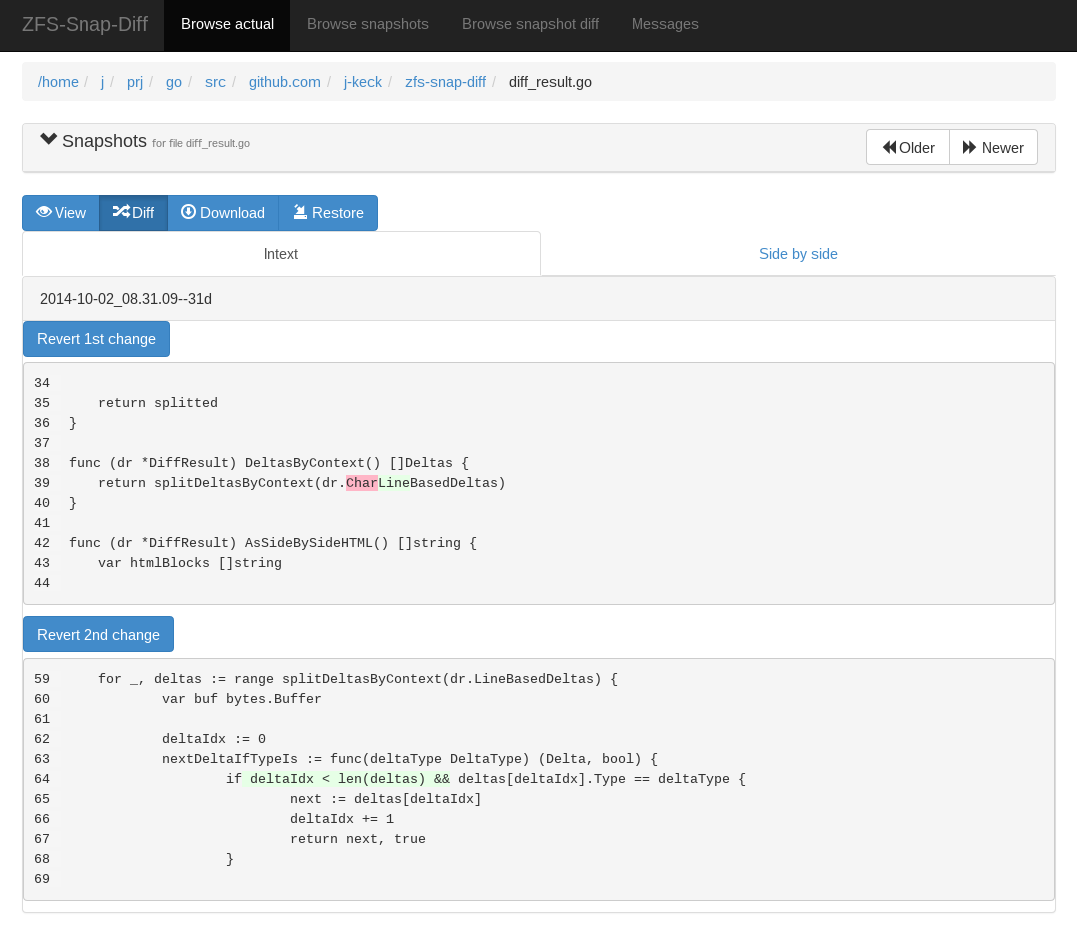 ZFS-Snap-Diff Browse actual Browse snapshots Browse snapshot diff Messages
/home / j / prj / go / src / github.com / j-keck / zfs-snap-diff / diff_result.go
Snapshots for file diff_result.go Older Newer
View Diff Download Restore
Intext Side by side
2014-10-02_08.31.09--31d
Revert 1st change
34
35 return splitted
36 }
37
38 func (dr *DiffResult) DeltasByContext() []Deltas {
39 return splitDeltasByContext(dr.CharLineBasedDeltas)
40 }
41
42 func (dr *DiffResult) AsSideBySideHTML() []string {
43 var htmlBlocks []string
44
Revert 2nd change
59 for _, deltas := range splitDeltasByContext(dr.LineBasedDeltas) {
60 var buf bytes.Buffer
61
62 deltaIdx := 0
63 nextDeltaIfTypeIs := func(deltaType DeltaType) (Delta, bool) {
64 if deltaIdx < len(deltas) && deltas[deltaIdx].Type == deltaType {
65 next := deltas[deltaIdx]
66 deltaIdx += 1
67 return next, true
68 }
69